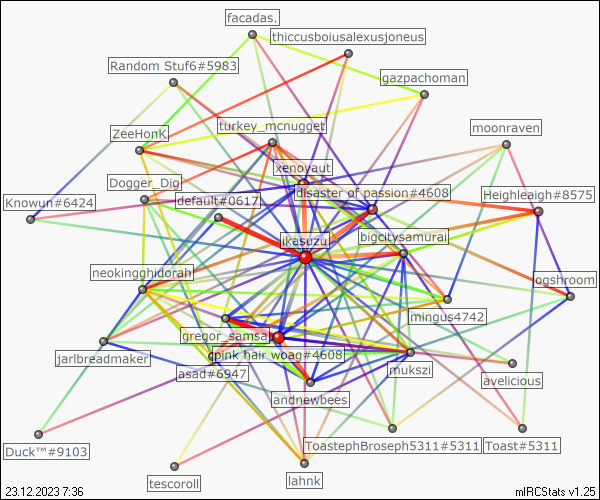 facadas.
thiccusboiusalexusjoneus
Random Stuf6#5983
gazpachoman
turkey_mcnugget
moonraven
ZeeHonK
xenoyaut
Dogger_Dig
disaster of passion#4608
Heighleaigh#8575
Knowun#6424
default#0617
ikasuzu
bigcitysamurai
neokingghidorah
ogshroom
mingus4742
gregor_samsa
jarlbreadmaker
pink hair woag#4608
asad#6947
mukszi
avelicious
andnewbees
Duck™#9103
ToastephBroseph5311#5311
Toast#5311
tescoroll
lahnk
23.12.2023 7:36
mIRCStats v1.25